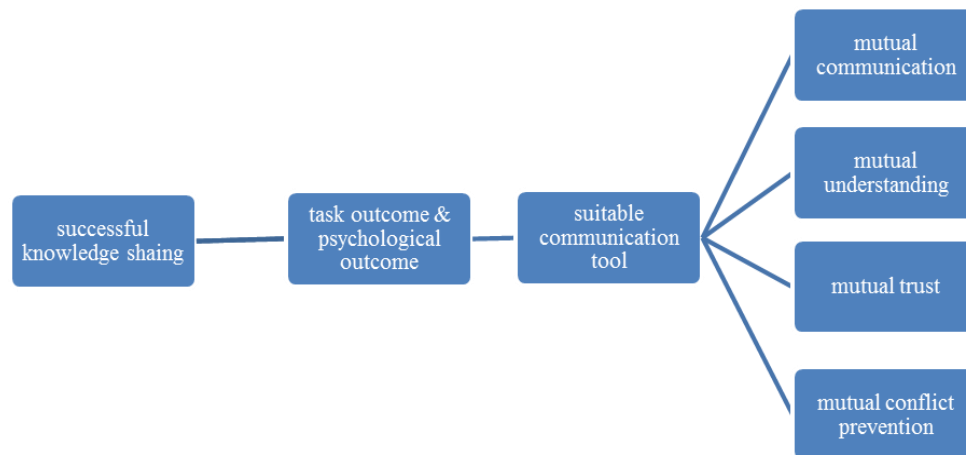 successful
knowledge shaing
task outcome &
psychological
outcome
suitable
communication
tool
mutual
communication
mutual
understanding
mutual trust
mutual conflict
prevention